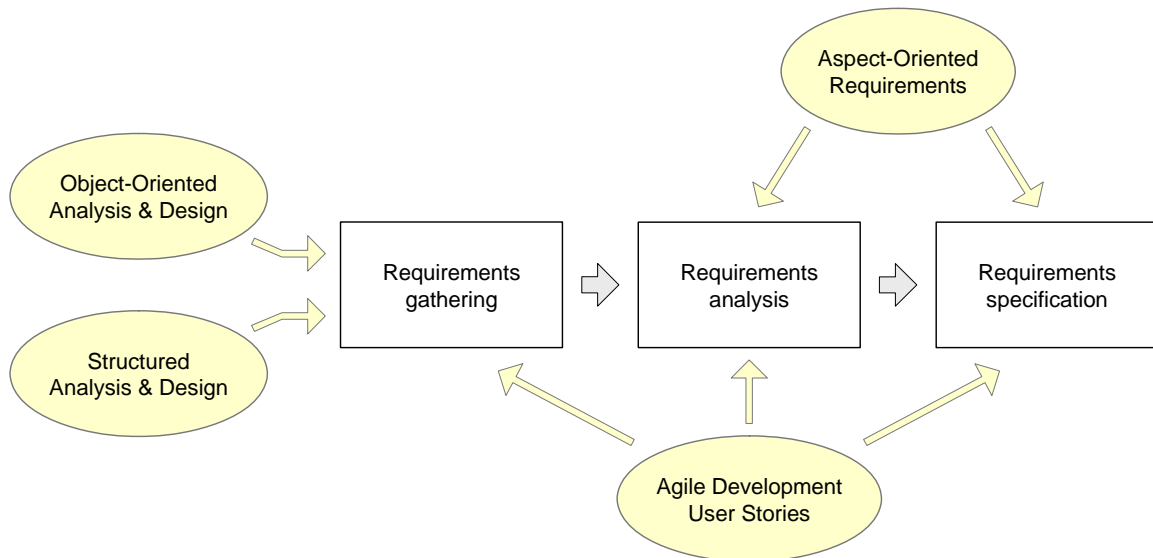 Aspect-Oriented
Requirements
Object-Oriented
Analysis & Design
Requirements
gathering
Requirements
analysis
Requirements
specification
Structured
Analysis & Design
Agile Development
User Stories